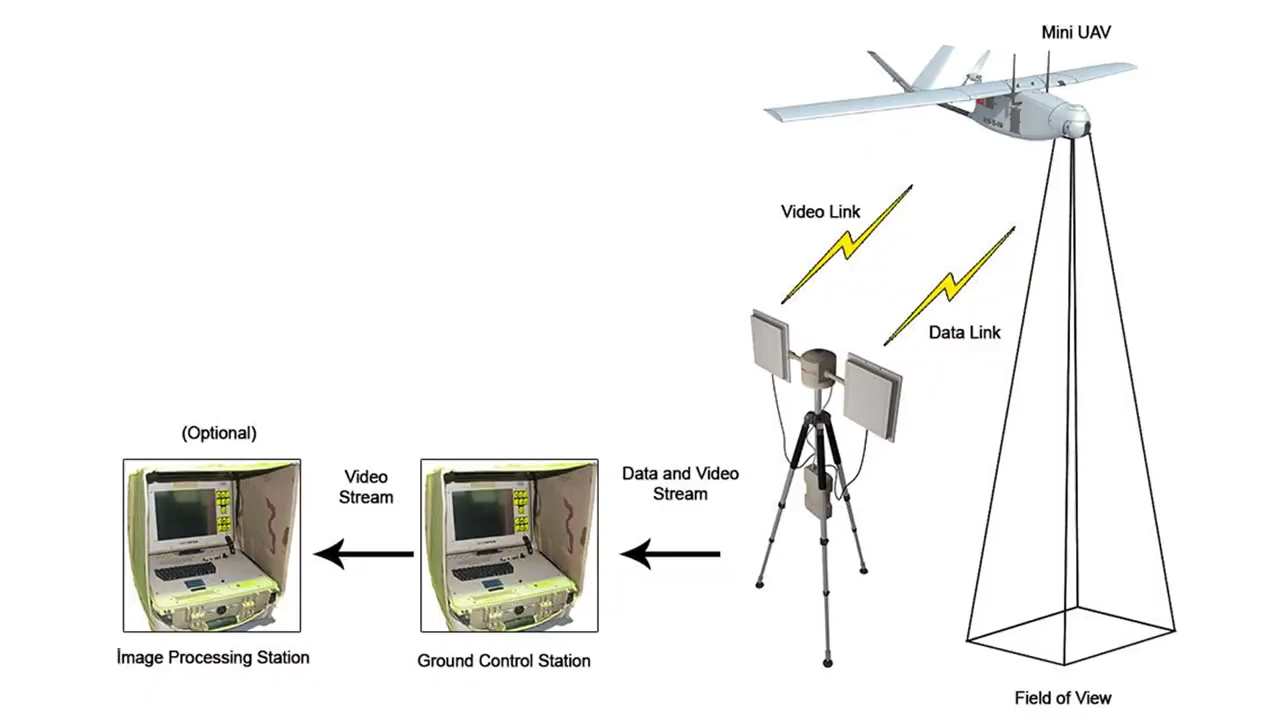 Mini UAV
Video Link
Data Link
(Optional)
Video
Stream
Data and Video
Stream
İmage Processing Station
Ground Control Station
Field of View